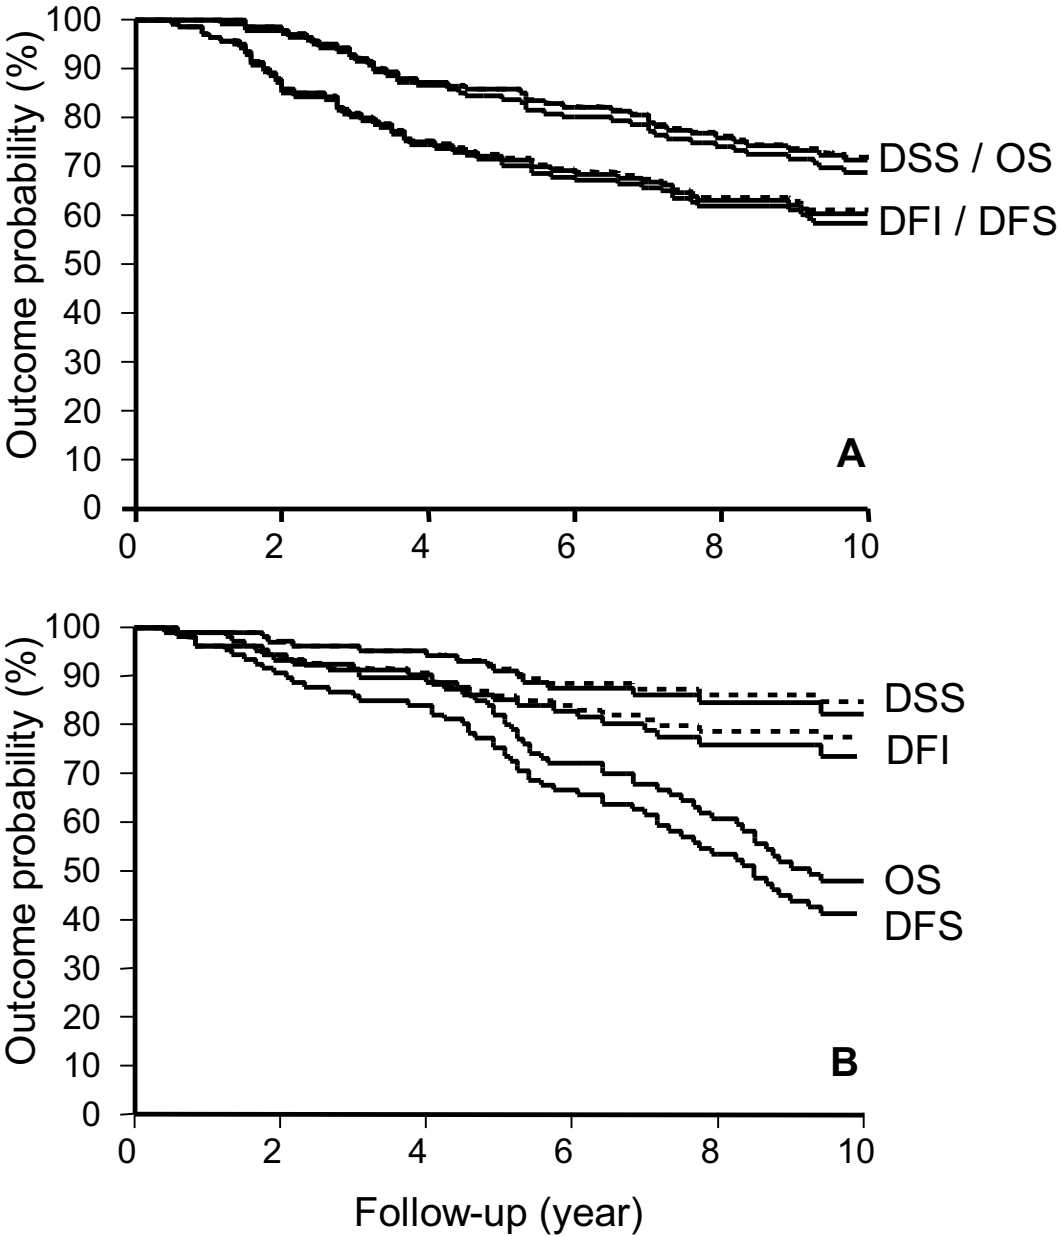 Outcome probability (%)
100
90
80
70
60
50
40
30
20
10
0
DSS / OS
DFI / DFS
A
0 2 4 6 8 10
Outcome probability (%)
100
90
80
70
60
50
40
30
20
10
0
DSS
DFI
OS
DFS
B
0 2 4 6 8 10
Follow-up (year)